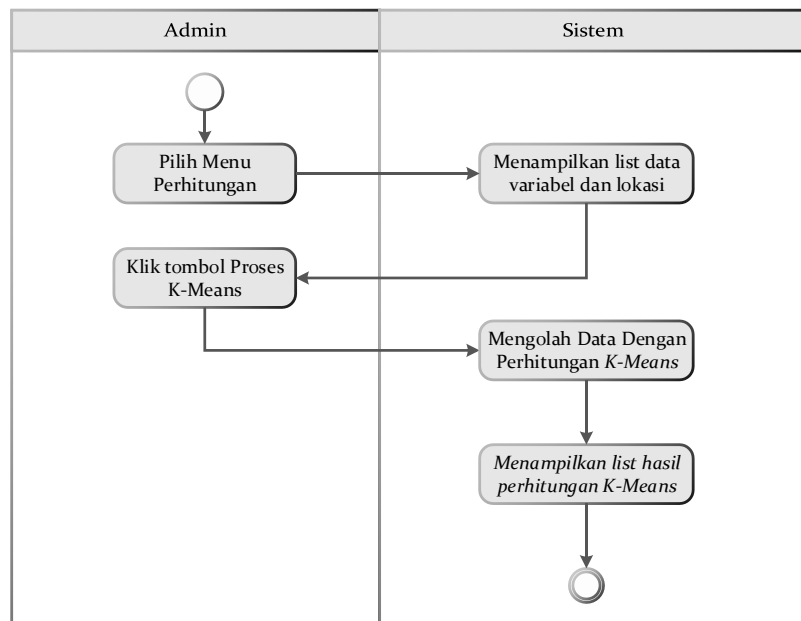 Admin
Sistem
Pilih Menu
Perhitungan
Menampilkan list data
variabel dan lokasi
Klik tombol Proses
K-Means
Mengolah Data Dengan
Perhitungan K-Means
Menampilkan list hasil
perhitungan K-Means